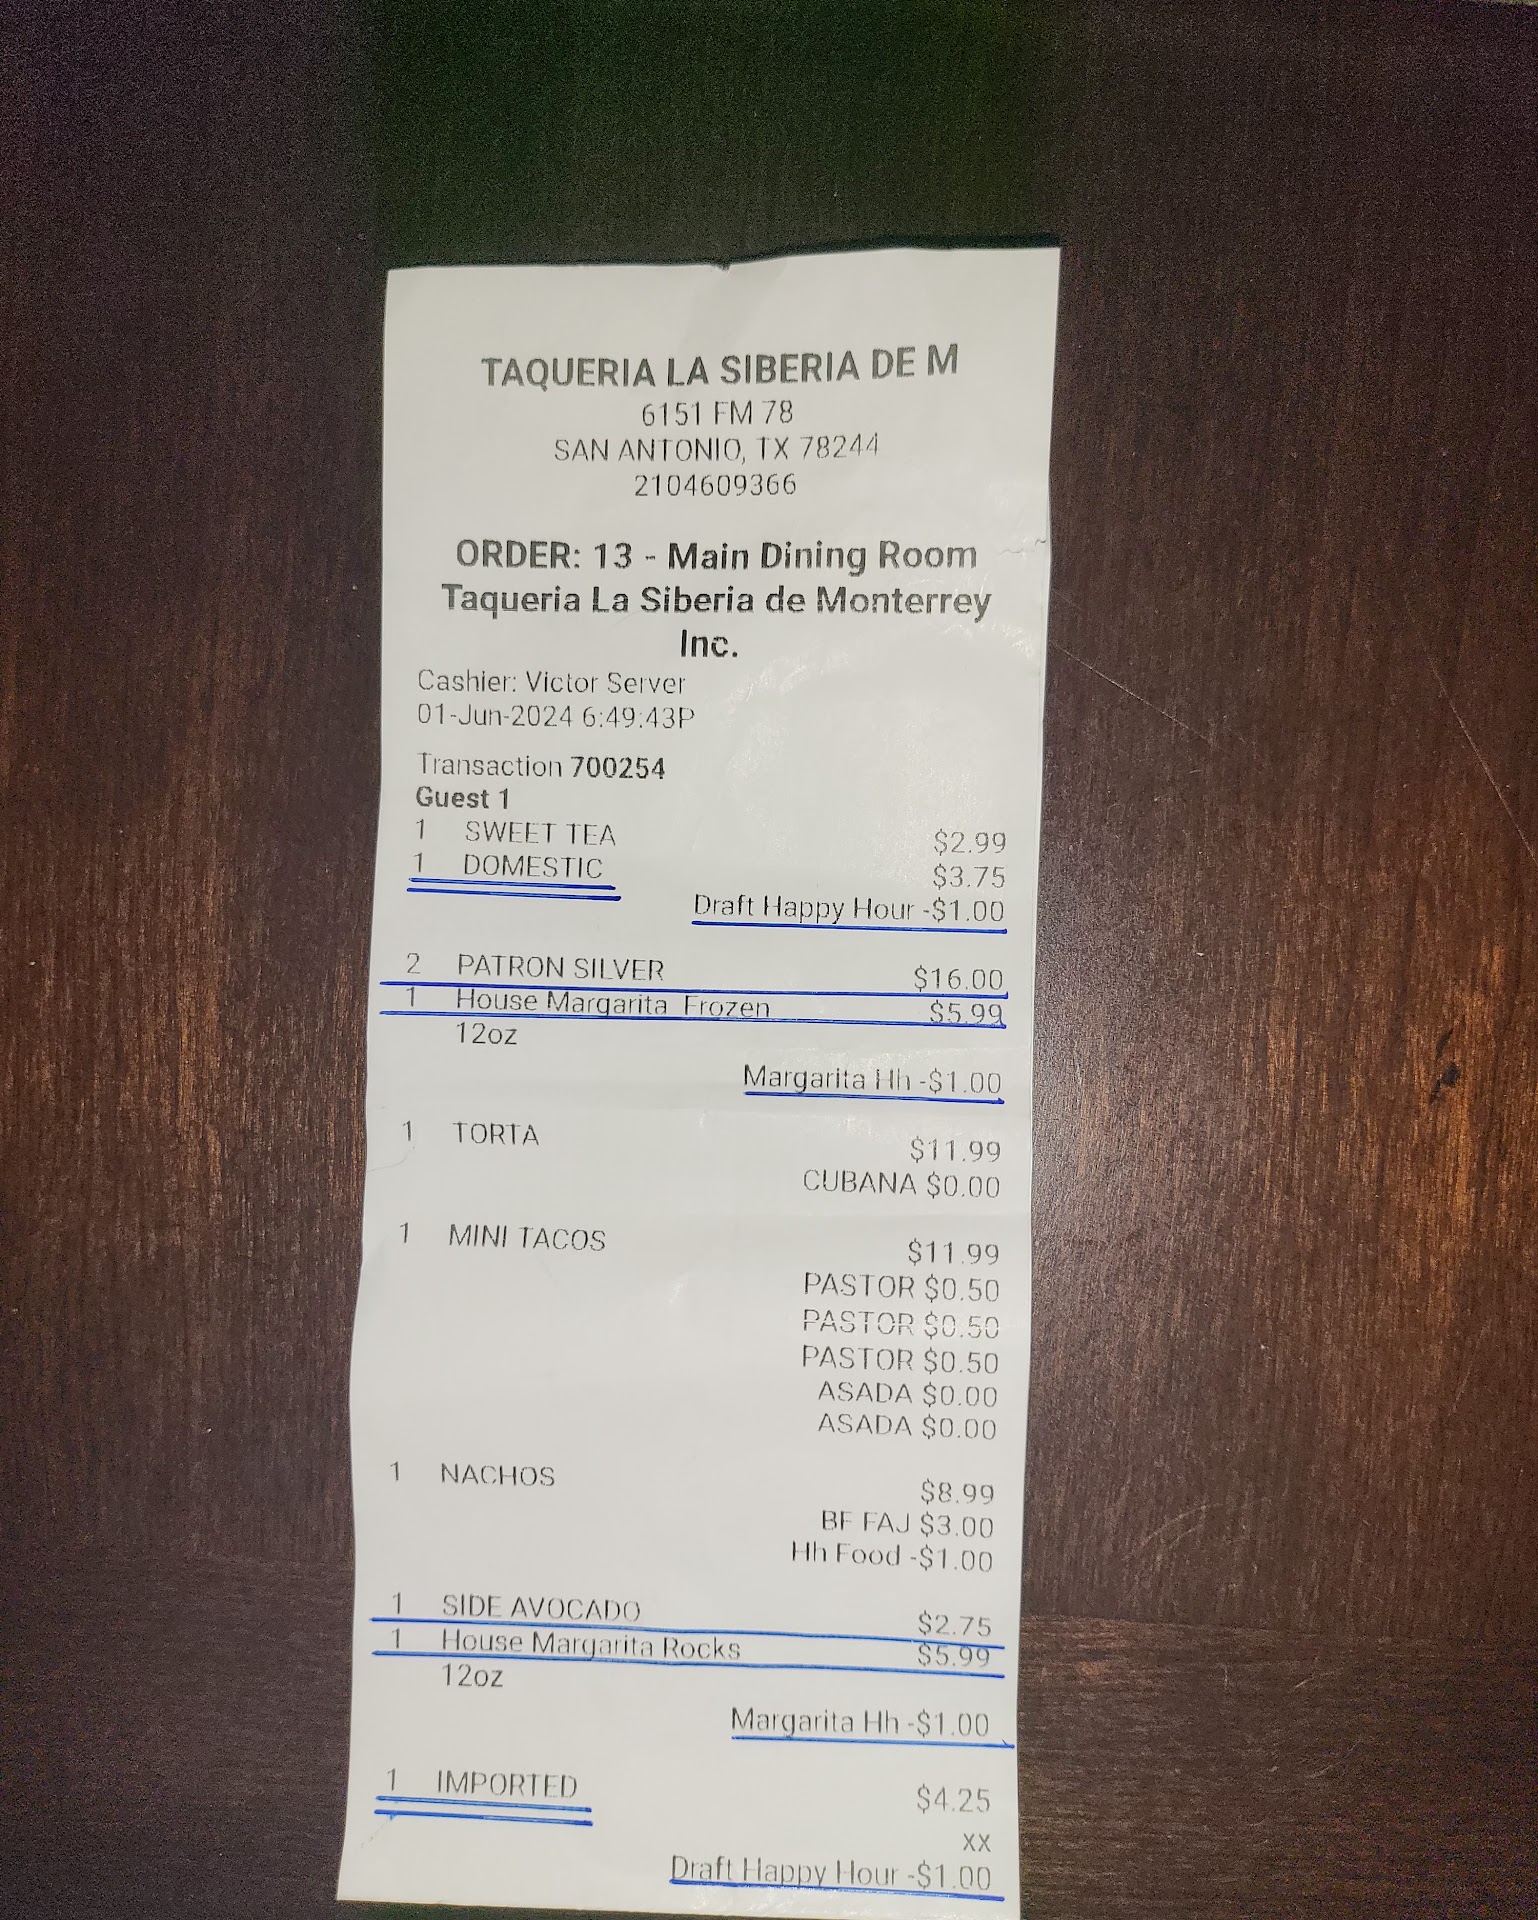 TAQUERIA LA SIBERIA DE M
6151 FM 78
SAN ANTONIO, TX 78244
2104609366
ORDER: 13 - Main Dining Room
Taqueria La Siberia de Monterrey
Inc.
Cashier: Victor Server
01-Jun-2024 6:49:43P
Transaction 700254
Guest 1
1 SWEET TEA $2.99
1 DOMESTIC $3.75
Draft Happy Hour -$1.00
2 PATRON SILVER $16.00
1 House Margarita Frozen $5.99
12oz
Margarita Hh -$1.00
1 TORTA $11.99
CUBANA $0.00
1 MINI TACOS $11.99
PASTOR $0.50
PASTOR $0.50
PASTOR $0.50
ASADA $0.00
ASADA $0.00
1 NACHOS $8.99
BF FAJ $3.00
Hh Food -$1.00
1 SIDE AVOCADO $2.75
1 House Margarita Rocks $5.99
12oz
Margarita Hh -$1.00
1 IMPORTED $4.25
xx
Draft Happy Hour -$1.00